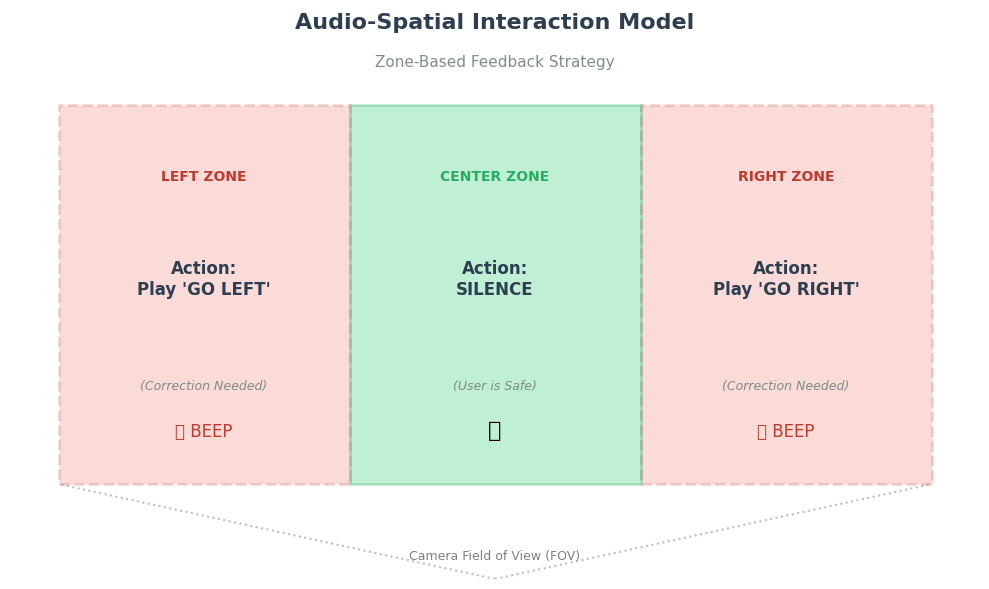 Audio-Spatial Interaction Model
Zone-Based Feedback Strategy
LEFT ZONE
Action:
Play 'GO LEFT'
(Correction Needed)
BEEP
CENTER ZONE
Action:
SILENCE
(User is Safe)
RIGHT ZONE
Action:
Play 'GO RIGHT'
(Correction Needed)
BEEP
Camera Field of View (FOV)